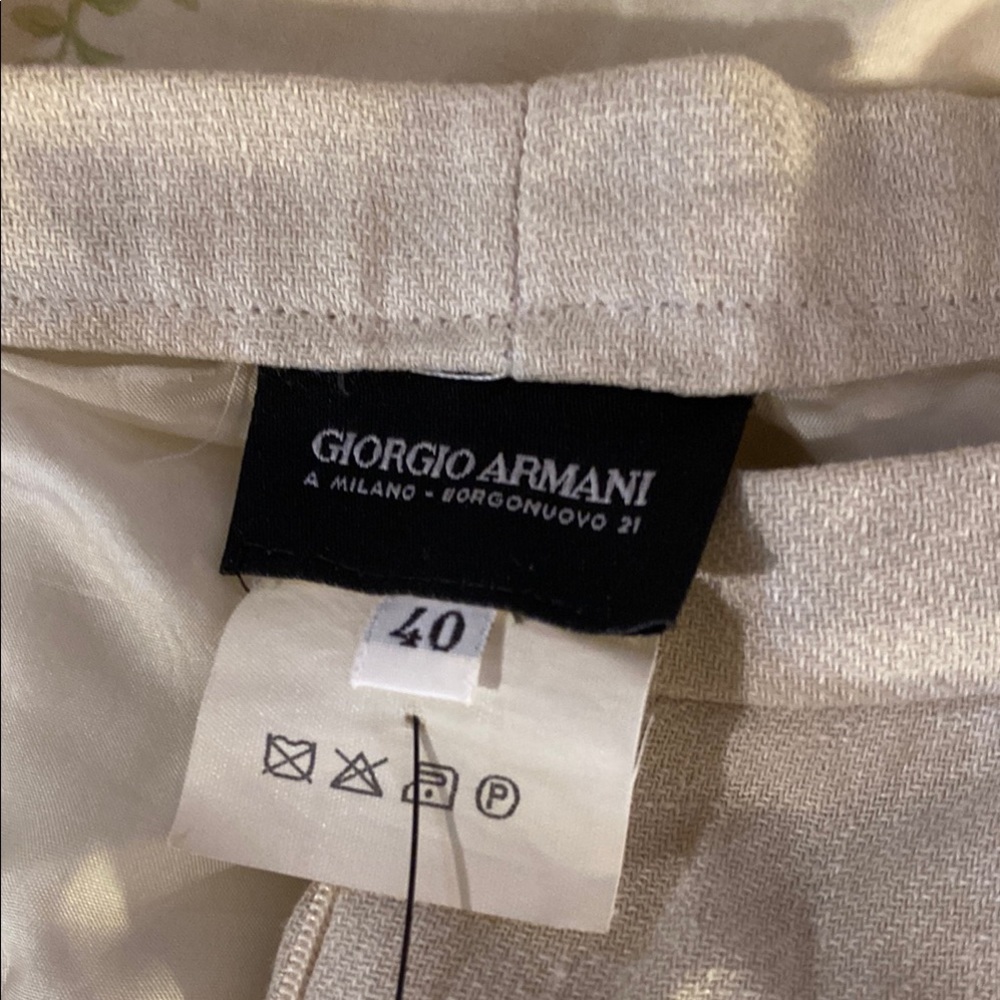 GIORGIO ARMANI
A MILANO - BORGONUOVO 21
40
P